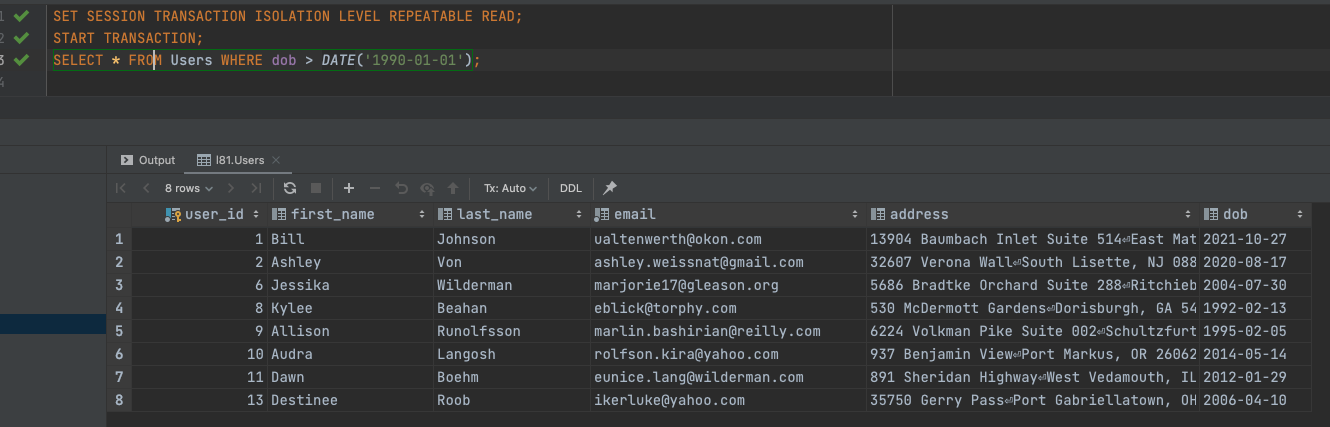 1 SET SESSION TRANSACTION ISOLATION LEVEL REPEATABLE READ;
2 START TRANSACTION;
3 SELECT * FROM Users WHERE dob > DATE('1990-01-01');
4
Output l81.Users
8 rows Tx: Auto DDL
user_id first_name last_name email address dob
1 1 Bill Johnson ualtenwerth@okon.com 13904 Baumbach Inlet Suite 514⏎East Mat 2021-10-27
2 2 Ashley Von ashley.weissnat@gmail.com 32607 Verona Wall⏎South Lisette, NJ 088 2020-08-17
3 6 Jessika Wilderman marjorie17@gleason.org 5686 Bradtke Orchard Suite 288⏎Ritchieb 2004-07-30
4 8 Kylee Beahan eblick@torphy.com 530 McDermott Gardens⏎Dorisburgh, GA 54 1992-02-13
5 9 Allison Runolfsson marlin.bashirian@reilly.com 6224 Volkman Pike Suite 002⏎Schultzfurt 1995-02-05
6 10 Audra Langosh rolfson.kira@yahoo.com 937 Benjamin View⏎Port Markus, OR 26062 2014-05-14
7 11 Dawn Boehm eunice.lang@wilderman.com 891 Sheridan Highway⏎West Vedamouth, IL 2012-01-29
8 13 Destinee Roob ikerluke@yahoo.com 35750 Gerry Pass⏎Port Gabriellatown, OH 2006-04-10